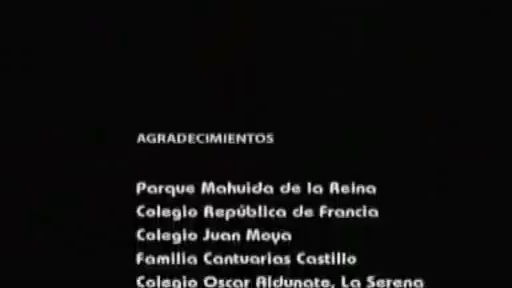 AGRADECIMIENTOS
Parque Mahuida de la Reina
Colegio República de Francia
Colegio Juan Moya
Familia Cantuarias Castillo
Colegio Oscar Aldunate, La Serena